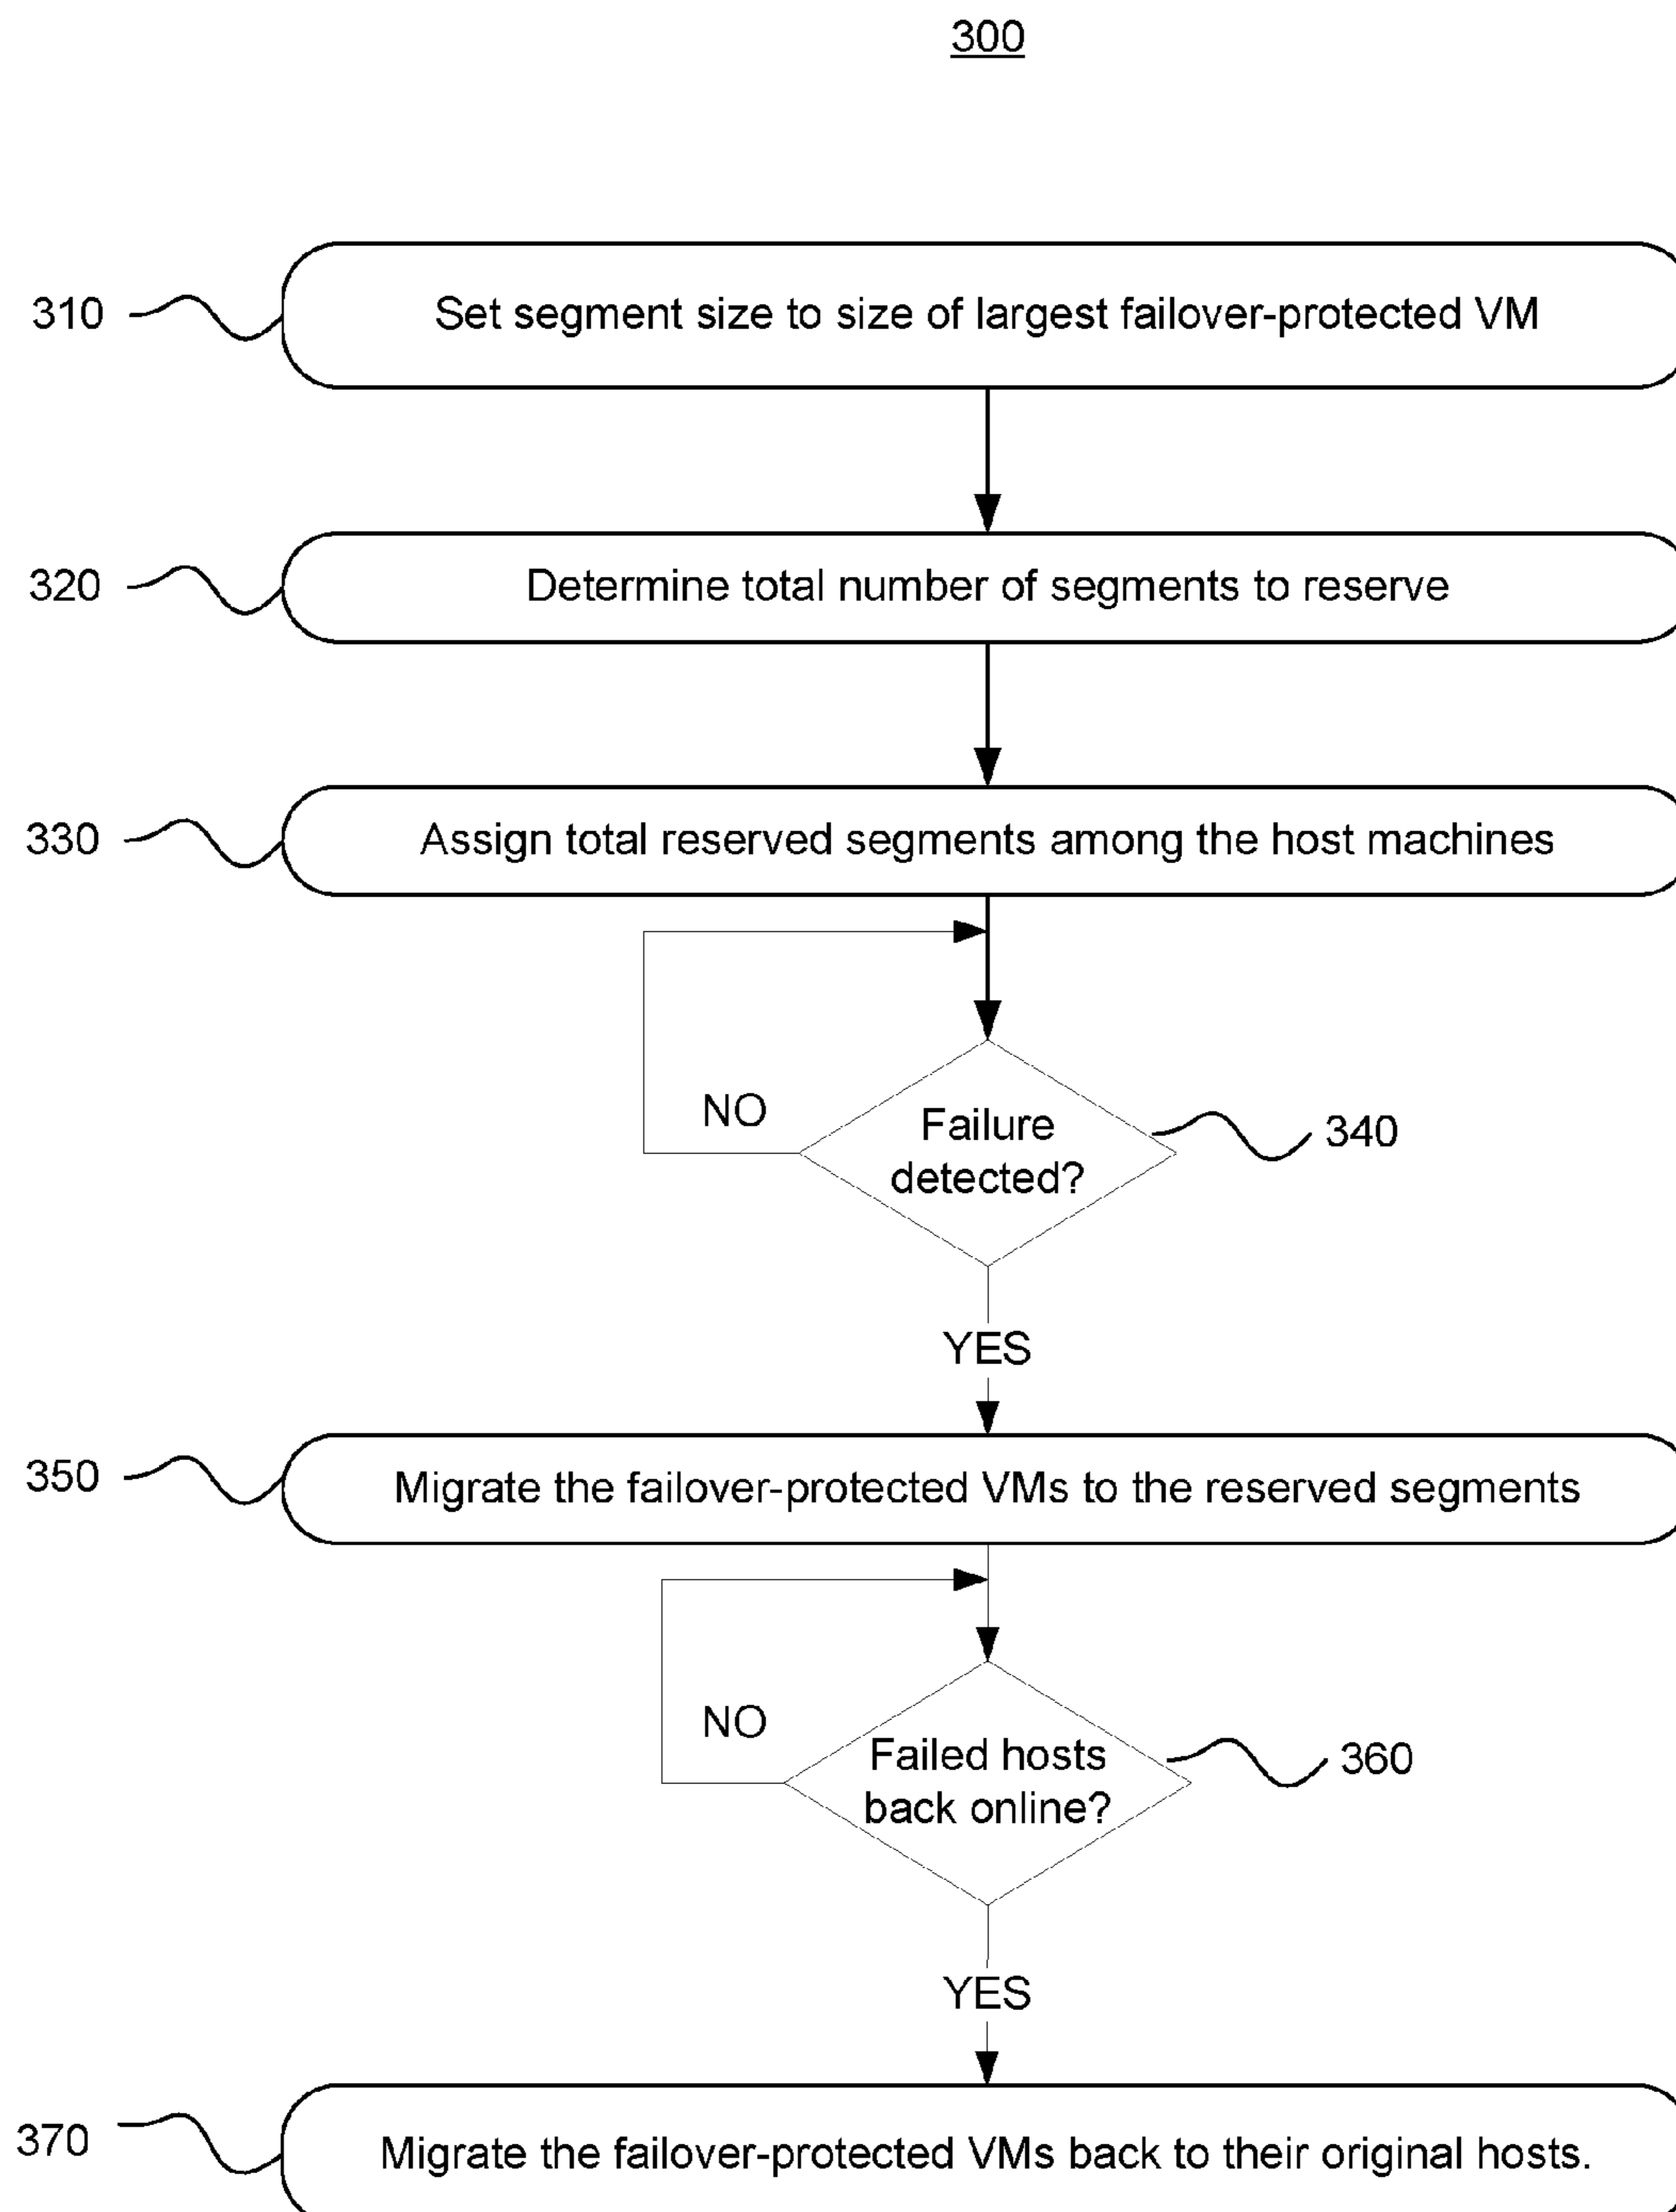 300
310
Set segment size to size of largest failover-protected VM
320
Determine total number of segments to reserve
330
Assign total reserved segments among the host machines
NO
Failure
detected?
340
YES
350
Migrate the failover-protected VMs to the reserved segments
NO
Failed hosts
back online?
360
YES
370
Migrate the failover-protected VMs back to their original hosts.